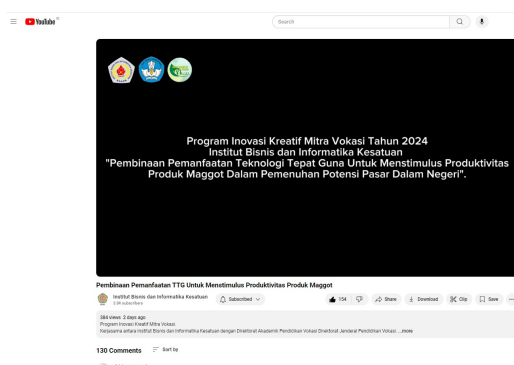 YouTube
Search
Program Inovasi Kreatif Mitra Vokasi Tahun 2024
Institut Bisnis dan Informatika Kesatuan
"Pembinaan Pemanfaatan Teknologi Tepat Guna Untuk Menstimulus Produktivitas
Produk Maggot Dalam Pemenuhan Potensi Pasar Dalam Negeri".
Pembinaan Pemanfaatan TTG Untuk Menstimulus Produktivitas Produk Maggot
Institut Bisnis dan Informatika Kesatuan
subscribers
Subscribed
154
Share
Download
Clip
Save
384 views 2 days ago
Program Inovasi Kreatif Mitra Vokasi.
Kerjasama antara Institut Bisnis dan Informatika Kesatuan dengan Direktorat Akademik Pendidikan Vokasi Direktorat Jenderal Pendidikan Vokasi. ...more
130 Comments
Sort by